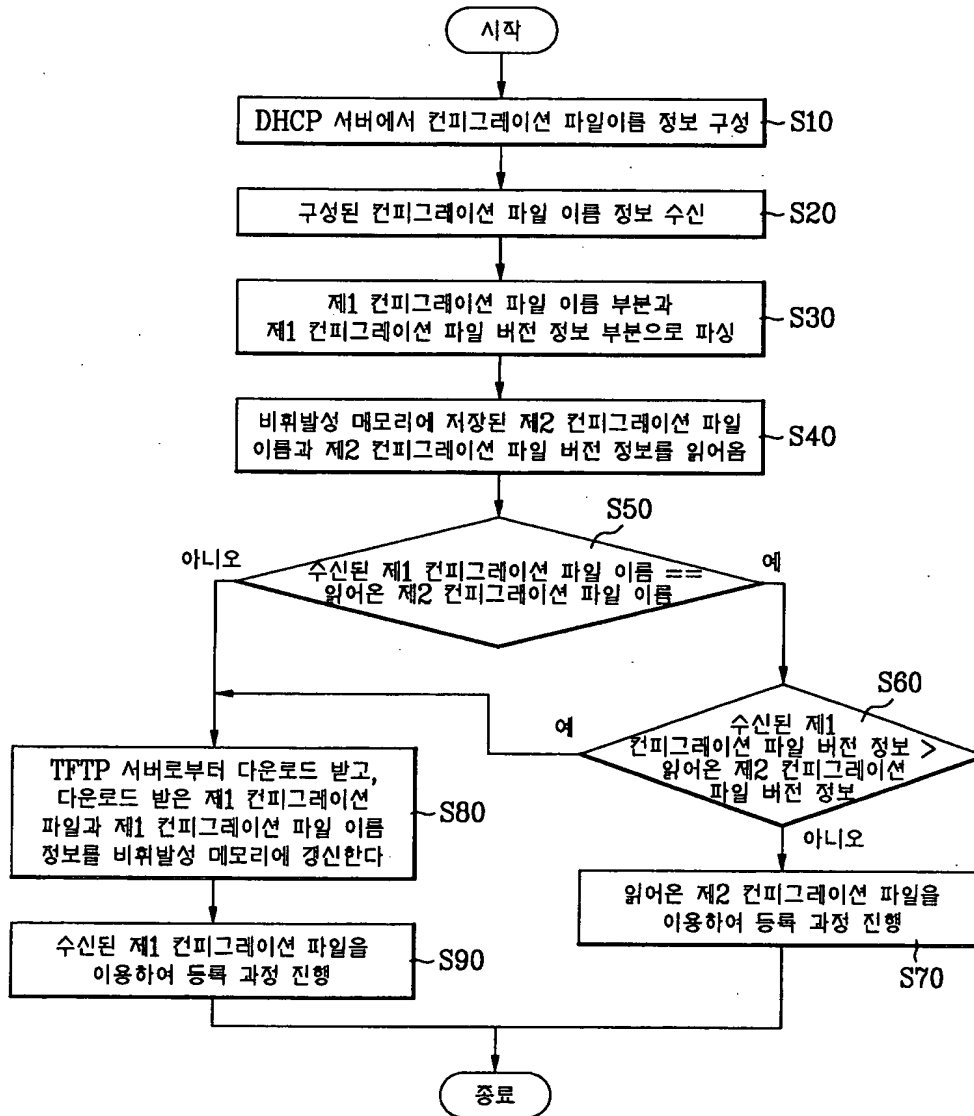 시작
DHCP 서버에서 컨피그레이션 파일이름 정보 구성
S10
구성된 컨피그레이션 파일 이름 정보 수신
S20
제1 컨피그레이션 파일 이름 부분과
제1 컨피그레이션 파일 버전 정보 부분으로 파싱
S30
비휘발성 메모리에 저장된 제2 컨피그레이션 파일
이름과 제2 컨피그레이션 파일 버전 정보를 읽어옴
S40
S50
아니오
수신된 제1 컨피그레이션 파일 이름 ==
읽어온 제2 컨피그레이션 파일 이름
예
S60
예
수신된 제1
컨피그레이션 파일 버전 정보 >
읽어온 제2 컨피그레이션
파일 버전 정보
아니오
TFTP 서버로부터 다운로드 받고,
다운로드 받은 제1 컨피그레이션
파일과 제1 컨피그레이션 파일 이름
정보를 비휘발성 메모리에 갱신한다
S80
읽어온 제2 컨피그레이션 파일을
이용하여 등록 과정 진행
S70
수신된 제1 컨피그레이션 파일을
이용하여 등록 과정 진행
S90
종료